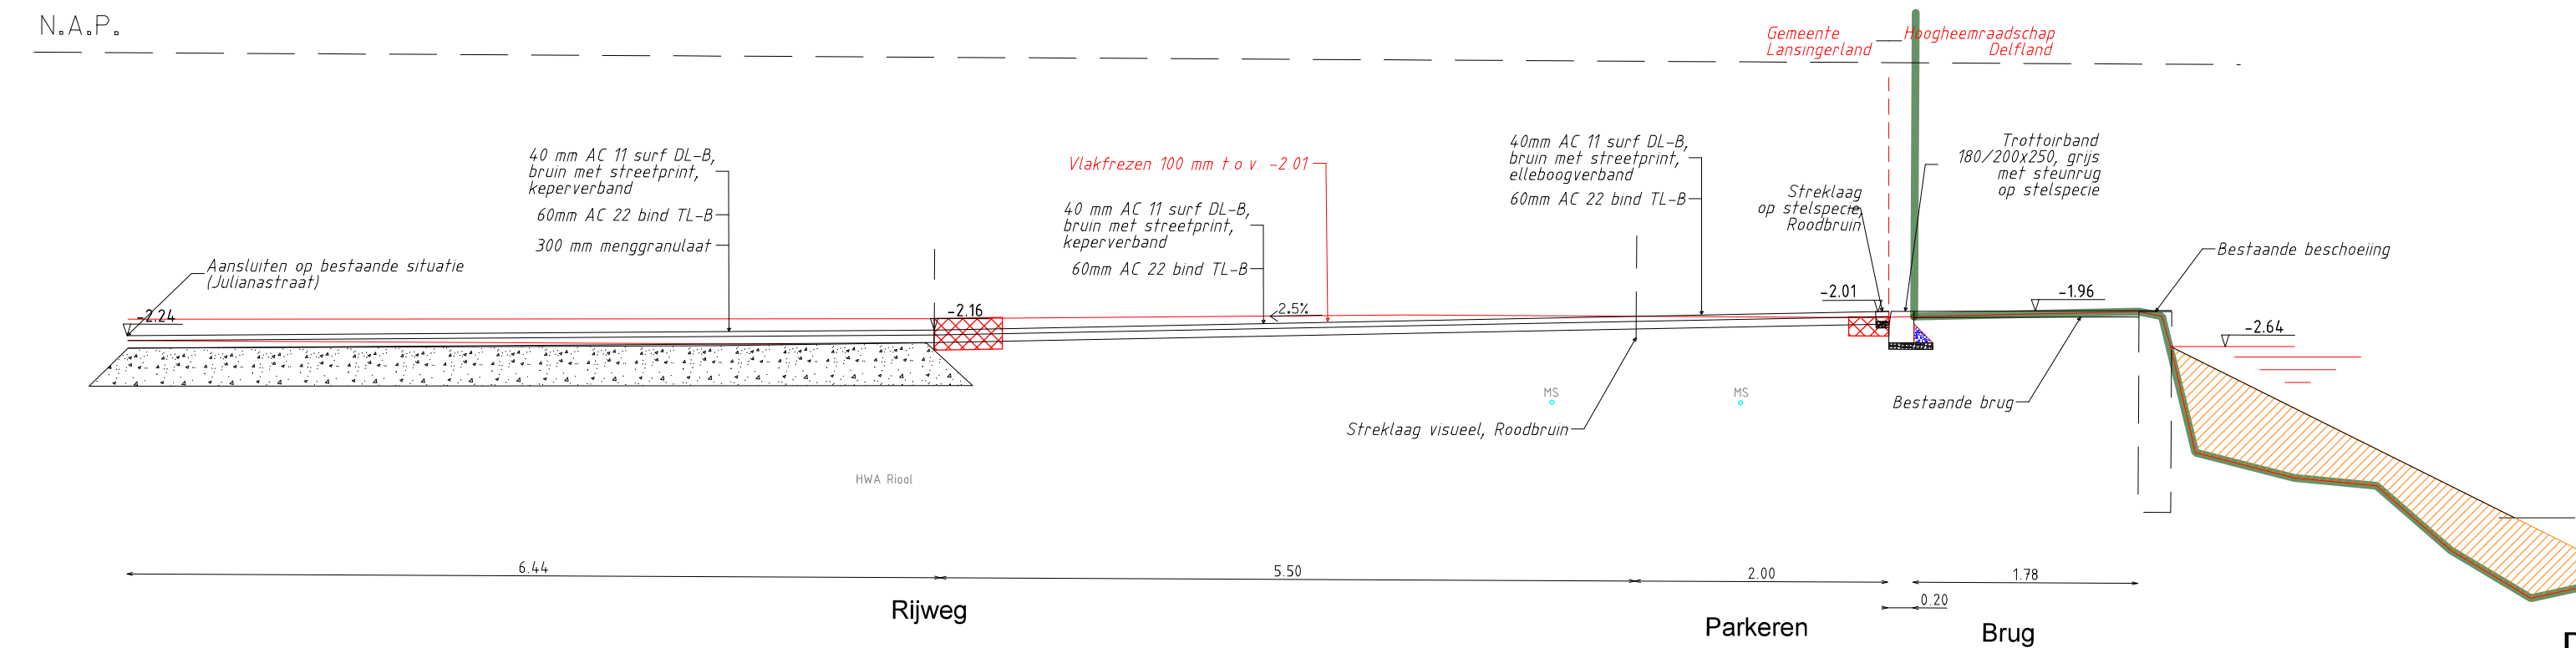 N.A.P.
Gemeente
Lansingerland
Hoogheemraadschap
Delfland
40 mm AC 11 surf DL-B,
bruin met streetprint,
keperverband
60mm AC 22 bind TL-B
300 mm menggranulaat
Aansluiten op bestaande situatie
(Julianastraat)
-2.24
-2.16
Vlakfrezen 100 mm t.o.v. -2.01
40 mm AC 11 surf DL-B,
bruin met streetprint,
keperverband
60mm AC 22 bind TL-B
2.5%
40mm AC 11 surf DL-B,
bruin met streetprint,
elleboogverband
60mm AC 22 bind TL-B
Streklaag
op stelspecie,
Roodbruin
Trottoirband
180/200x250, grijs
met steunrug
op stelspecie
-2.01
-1.96
Bestaande beschoeiing
-2.64
MS
MS
Bestaande brug
Streklaag visueel, Roodbruin
HWA Riool
6.44
5.50
2.00
1.78
0.20
Rijweg
Parkeren
Brug